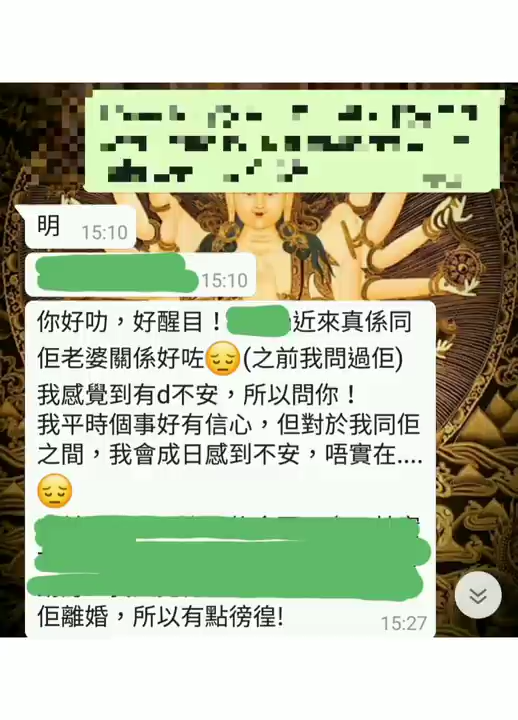 明 15:10
15:10
你好叻，好醒目！近來真係同
佢老婆關係好咗😔(之前我問過佢)
我感覺到有d不安，所以問你！
我平時個事好有信心，但對於我同佢
之間，我會成日感到不安，唔實在....
😔
佢離婚，所以有點徬徨!
15:27